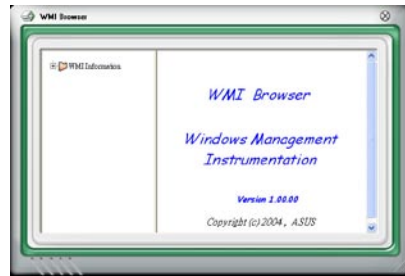 WMI Browser
WMI Information
WMI Browser
Windows Management
Instrumentation
Version 1.00.00
Copyright (c) 2004, ASUS